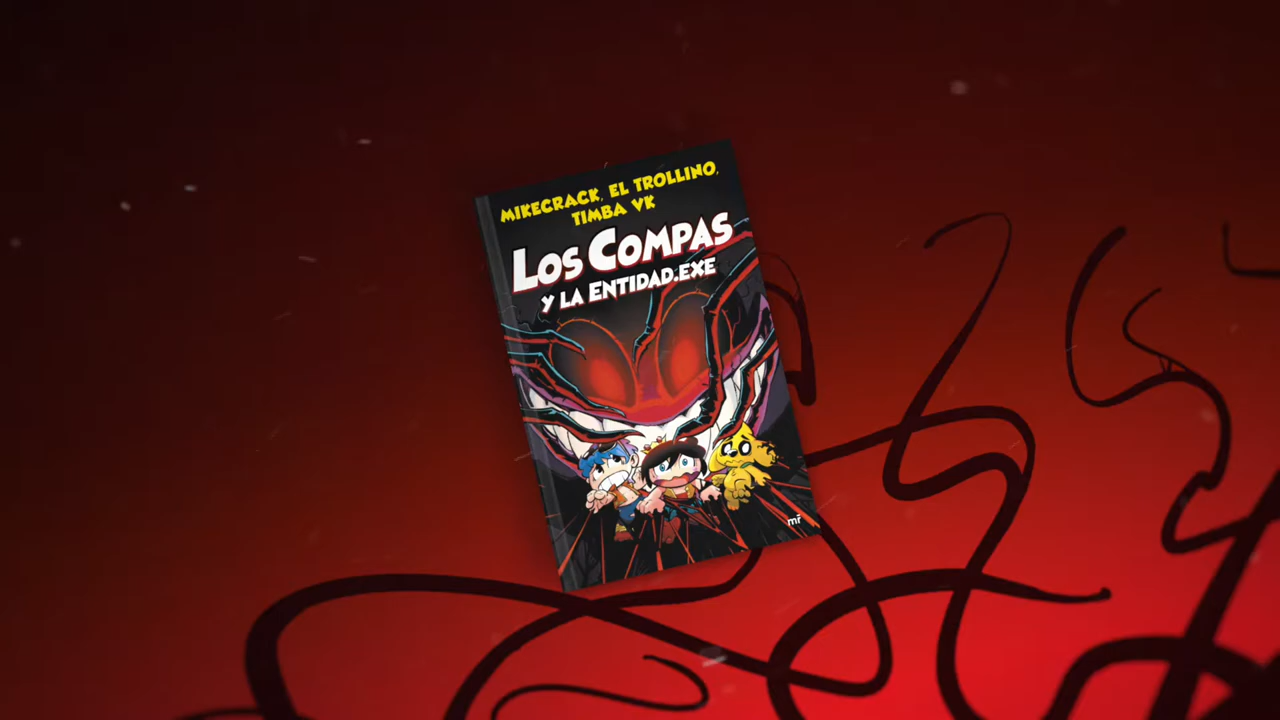 MIKECRACK, EL TROLLINO,
TIMBA VK
LOS COMPAS
Y LA ENTIDAD.EXE
mr